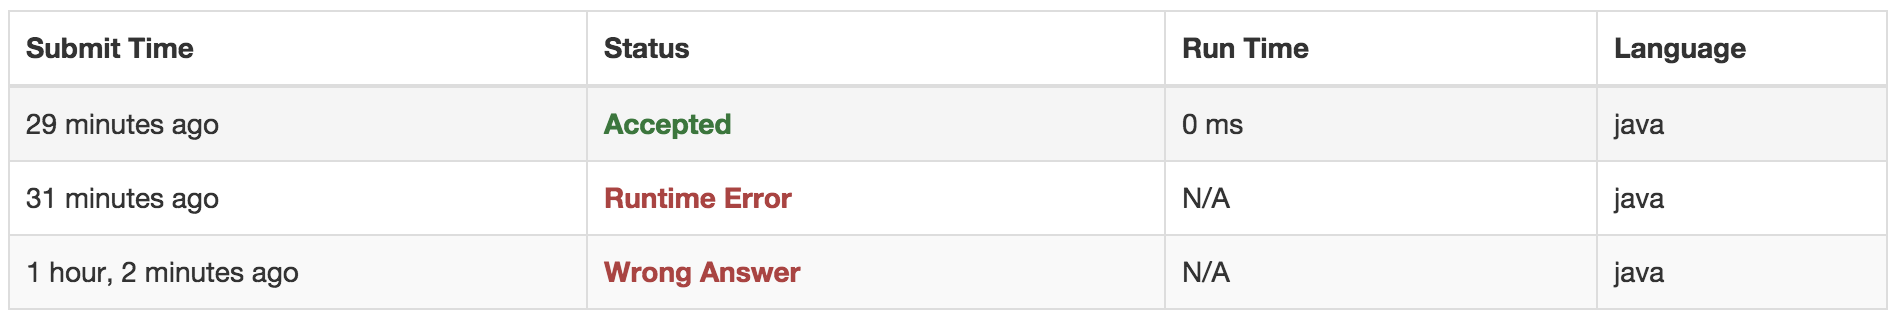 Submit Time Status Run Time Language
29 minutes ago Accepted 0 ms java
31 minutes ago Runtime Error N/A java
1 hour, 2 minutes ago Wrong Answer N/A java